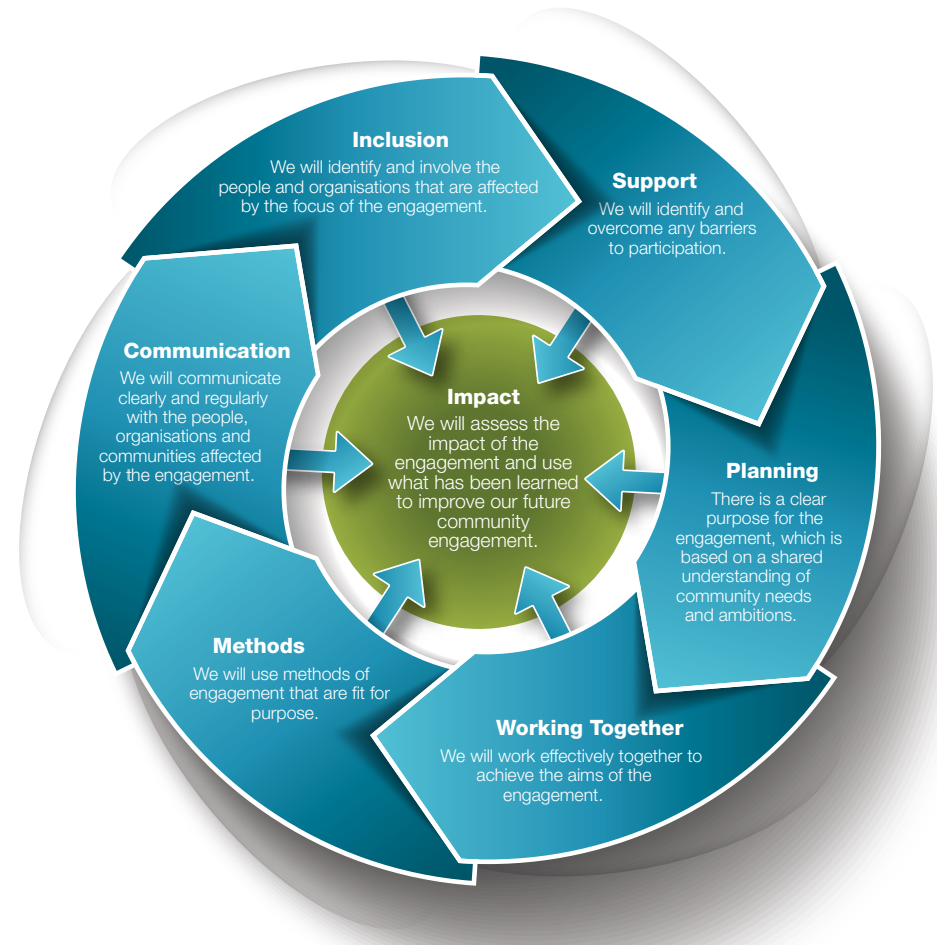 Inclusion
We will identify and involve the
people and organisations that are affected
by the focus of the engagement.
Support
We will identify and
overcome any barriers
to participation.
Planning
There is a clear
purpose for the
engagement, which is
based on a shared
understanding of
community needs
and ambitions.
Working Together
We will work effectively together to
achieve the aims of the
engagement.
Methods
We will use methods of
engagement that are fit for
purpose.
Communication
We will communicate
clearly and regularly
with the people,
organisations and
communities affected
by the engagement.
Impact
We will assess the
impact of the
engagement and use
what has been learned
to improve our future
community
engagement.